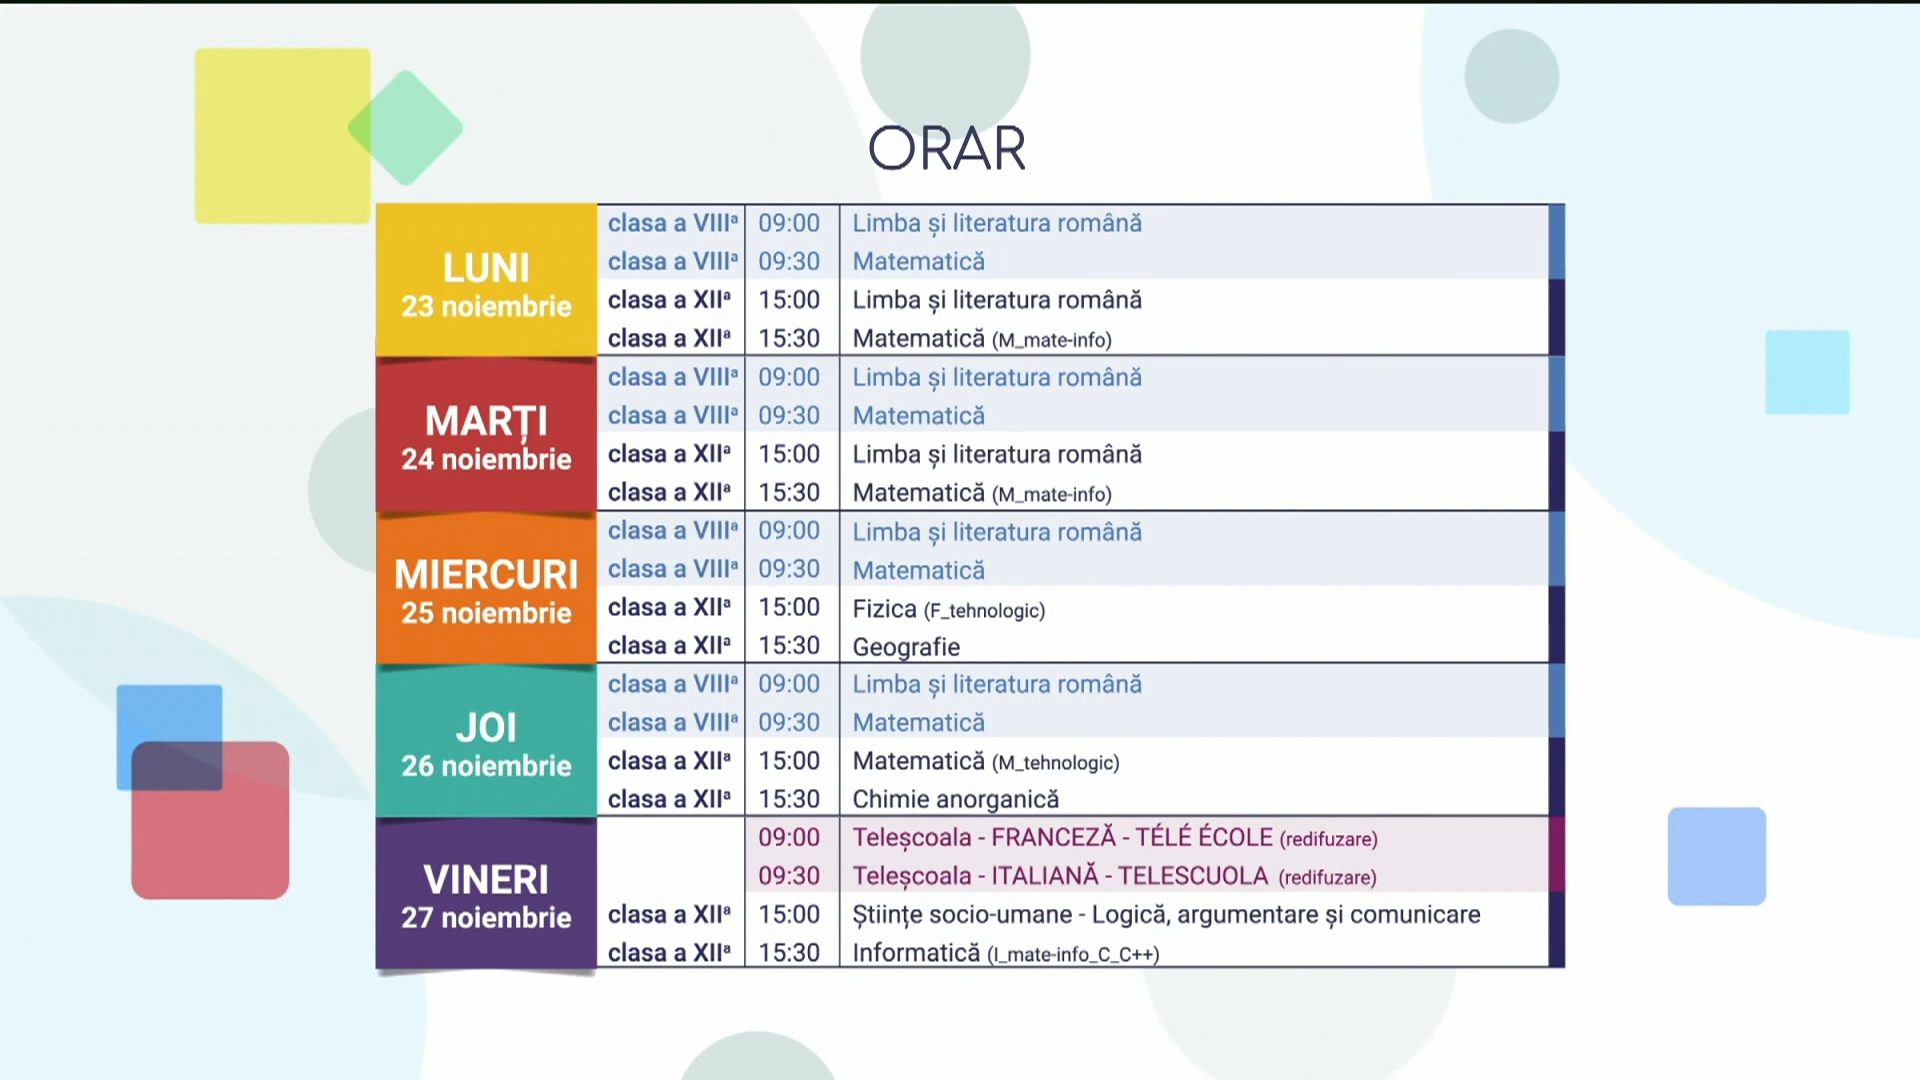 ORAR
LUNI
23 noiembrie
clasa a VIIIª 09:00 Limba și literatura română
clasa a VIIIª 09:30 Matematică
clasa a XIIª 15:00 Limba și literatura română
clasa a XIIª 15:30 Matematică (M_mate-info)
MARȚI
24 noiembrie
clasa a VIIIª 09:00 Limba și literatura română
clasa a VIIIª 09:30 Matematică
clasa a XIIª 15:00 Limba și literatura română
clasa a XIIª 15:30 Matematică (M_mate-info)
MIERCURI
25 noiembrie
clasa a VIIIª 09:00 Limba și literatura română
clasa a VIIIª 09:30 Matematică
clasa a XIIª 15:00 Fizica (F_tehnologic)
clasa a XIIª 15:30 Geografie
JOI
26 noiembrie
clasa a VIIIª 09:00 Limba și literatura română
clasa a VIIIª 09:30 Matematică
clasa a XIIª 15:00 Matematică (M_tehnologic)
clasa a XIIª 15:30 Chimie anorganică
VINERI
27 noiembrie
09:00 Teleșcoala - FRANCEZĂ - TÉLÉ ÉCOLE (redifuzare)
09:30 Teleșcoala - ITALIANĂ - TELESCUOLA (redifuzare)
clasa a XIIª 15:00 Științe socio-umane - Logică, argumentare și comunicare
clasa a XIIª 15:30 Informatică (I_mate-info_C_C++)